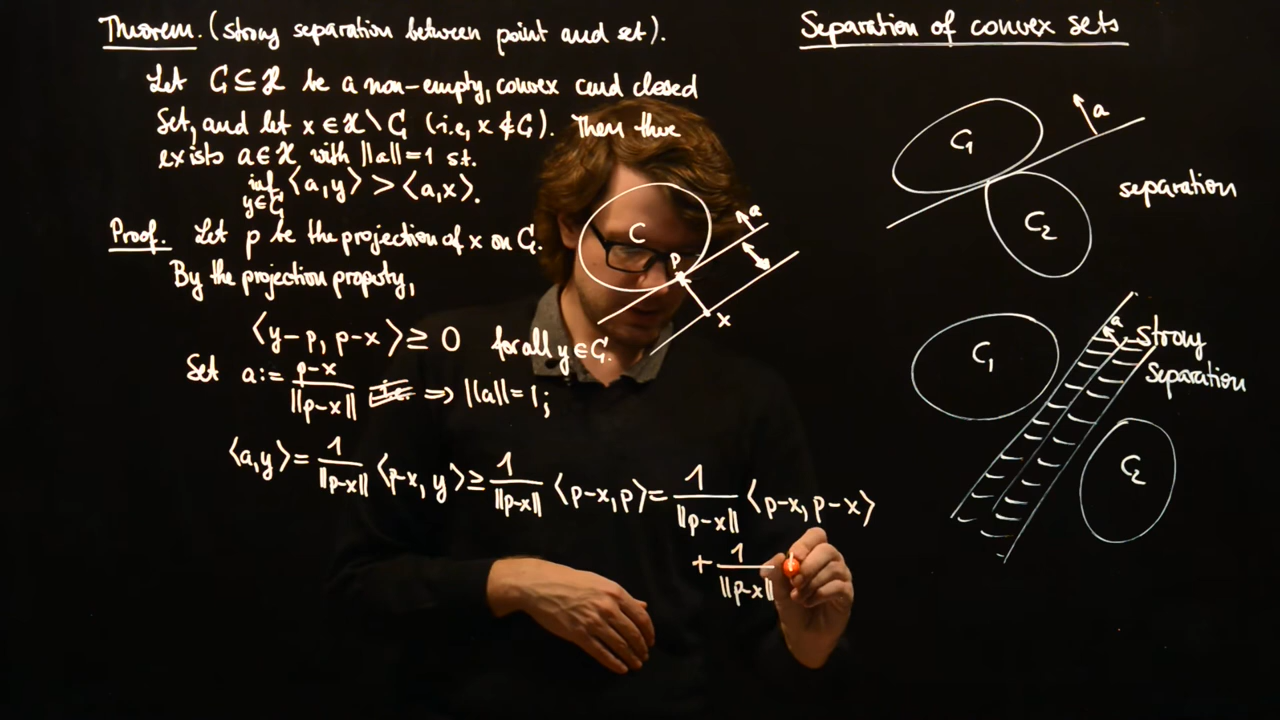 Theorem. (strong separation between point and set).
Let C ⊆ ℋ be a non-empty, convex and closed
Set, and let x ∈ ℋ \ C (i.e, x ∉ C). Then there
exists a ∈ ℋ with ||a|| = 1 st.
inf ⟨a,y⟩ > ⟨a,x⟩.
y∈C
Proof. Let p be the projection of x on C.
By the projection property,
⟨y-p, p-x⟩ ≥ 0 for all y ∈ C.
Set a := p-x / ||p-x|| ⇒ ||a|| = 1;
⟨a,y⟩ = 1/||p-x|| ⟨p-x, y⟩ ≥ 1/||p-x|| ⟨p-x, p⟩ = 1/||p-x|| ⟨p-x, p-x⟩
+ 1/||p-x||
C
p
a
x
Separation of convex sets
C1
a
C2
separation
C1
a
strong
separation
C2